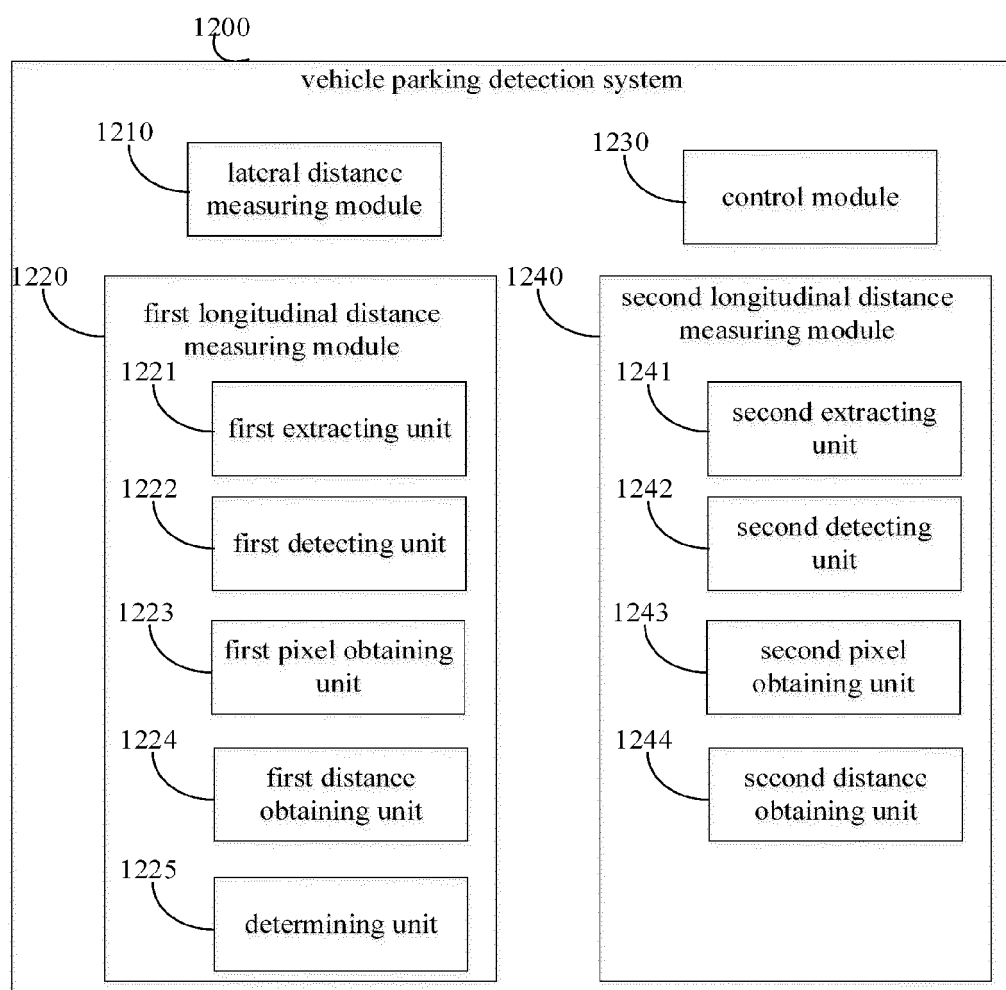 1200
vehicle parking detection system
1210
lateral distance
measuring module
1230
control module
1220
first longitudinal distance
measuring module
1221
first extracting unit
1222
first detecting unit
1223
first pixel obtaining
unit
1224
first distance
obtaining unit
1225
determining unit
1240
second longitudinal distance
measuring module
1241
second extracting
unit
1242
second detecting
unit
1243
second pixel
obtaining unit
1244
second distance
obtaining unit